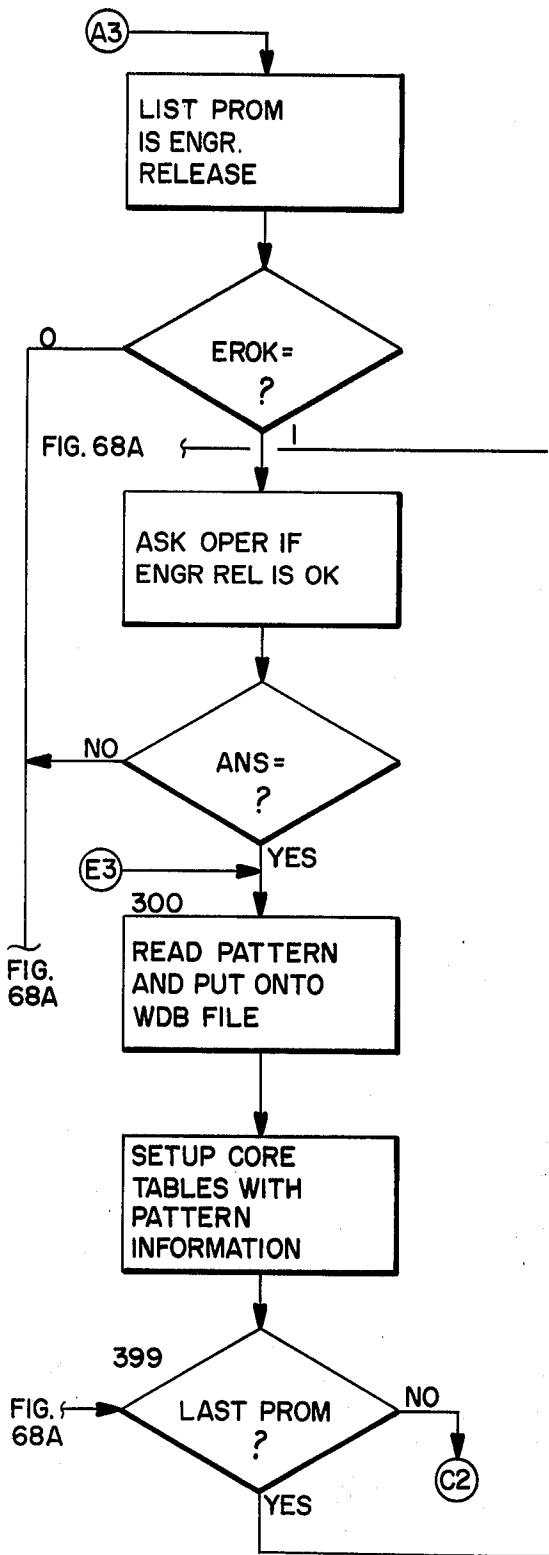 A3
LIST PROM
IS ENGR.
RELEASE
O
EROK=
?
1
FIG. 68A
ASK OPER IF
ENGR REL IS OK
NO
ANS=
?
YES
E3
300
READ PATTERN
AND PUT ONTO
WDB FILE
FIG.
68A
SETUP CORE
TABLES WITH
PATTERN
INFORMATION
399
FIG.
68A
LAST PROM
?
NO
C2
YES